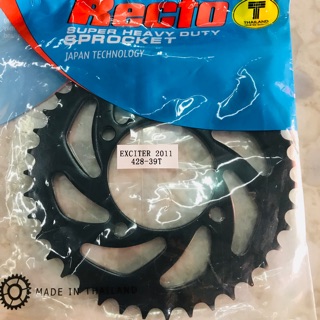 Recto
SUPER HEAVY DUTY
SPROCKET
JAPAN TECHNOLOGY
THAILAND
EXCITER 2011
428-39T
MADE IN THAILAND